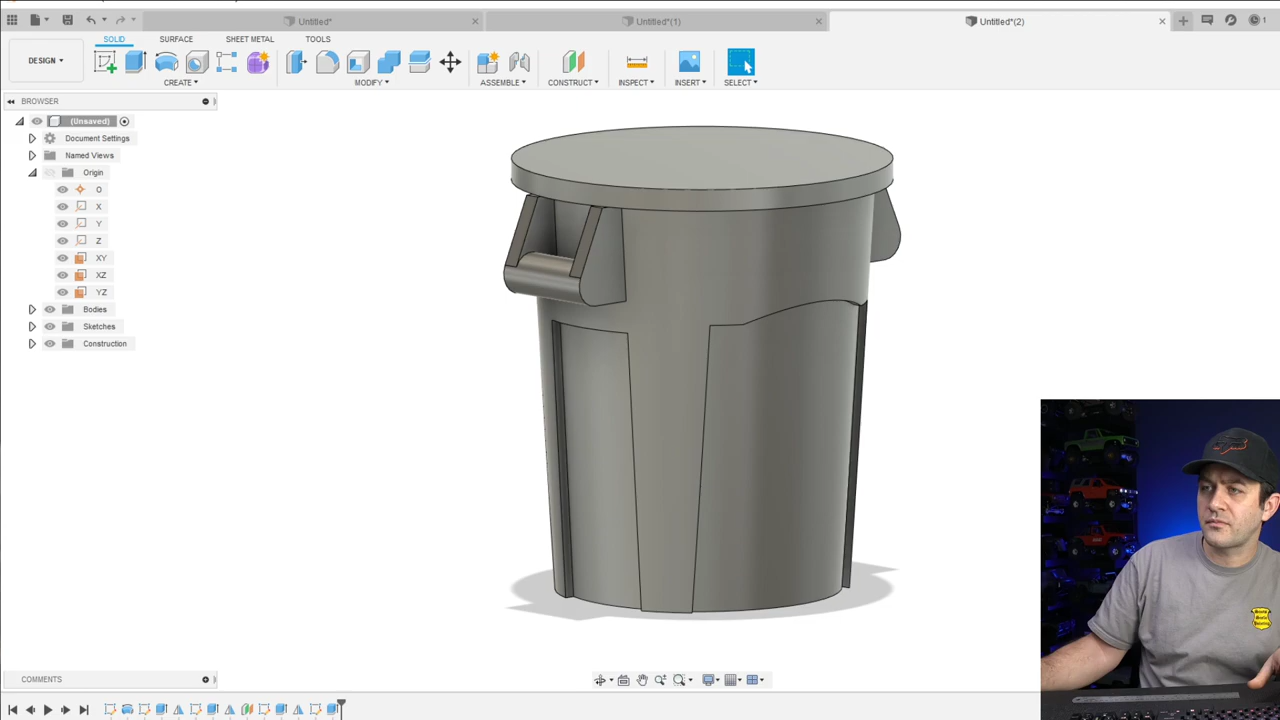 Untitled*
Untitled*(1)
Untitled*(2)
1
DESIGN
SOLID
SURFACE
SHEET METAL
TOOLS
CREATE
MODIFY
ASSEMBLE
CONSTRUCT
INSPECT
INSERT
SELECT
BROWSER
(Unsaved)
Document Settings
Named Views
Origin
O
X
Y
Z
XY
XZ
YZ
Bodies
Sketches
Construction
COMMENTS